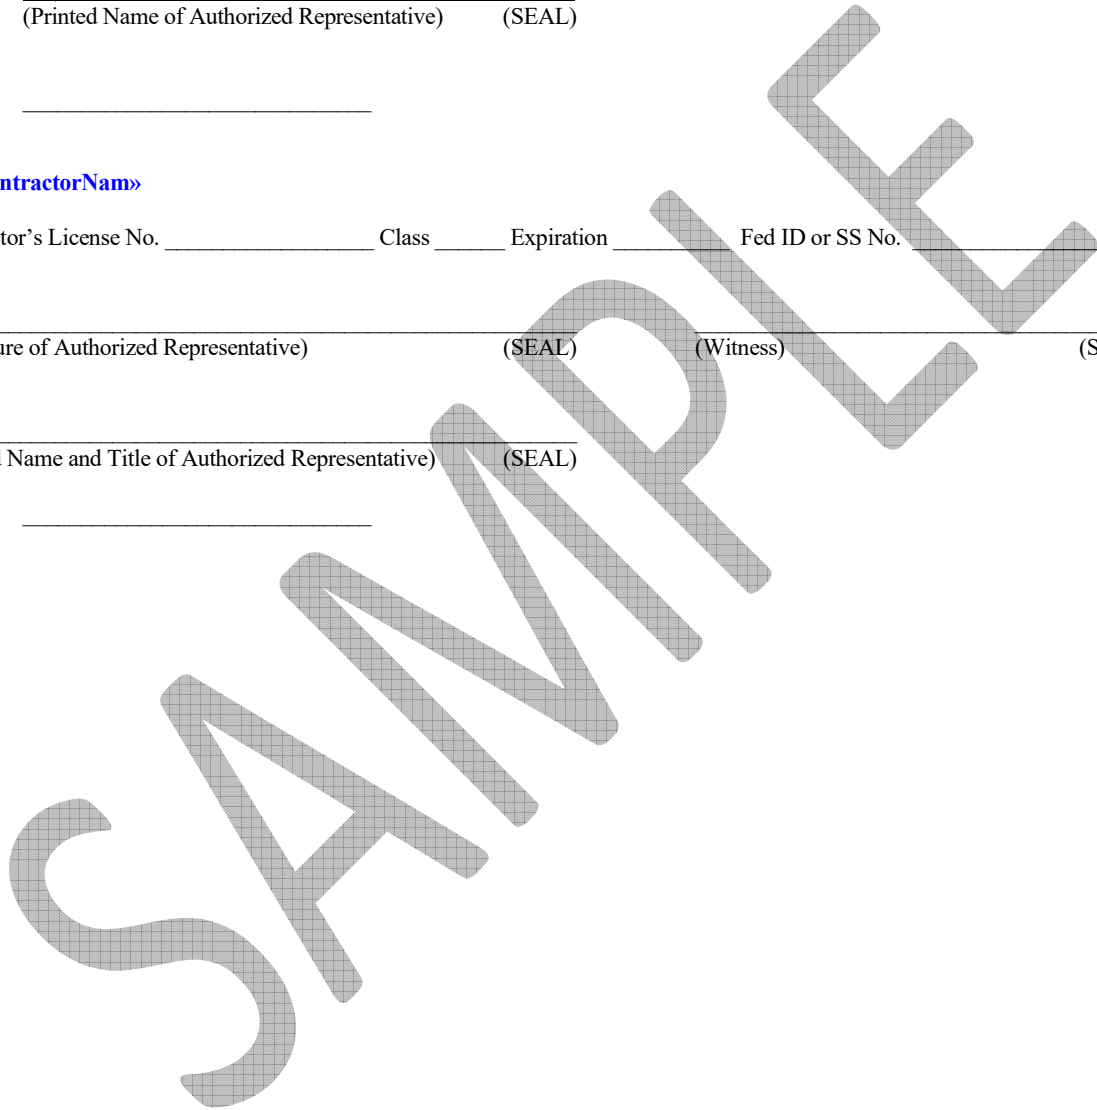 (Printed Name of Authorized Representative) (SEAL)
ntractorNam»
tor’s License No. __________________ Class ______ Expiration __________ Fed ID or SS No. ________________
ure of Authorized Representative) (SEAL) (Witness) (S
d Name and Title of Authorized Representative) (SEAL)
SAMPLE